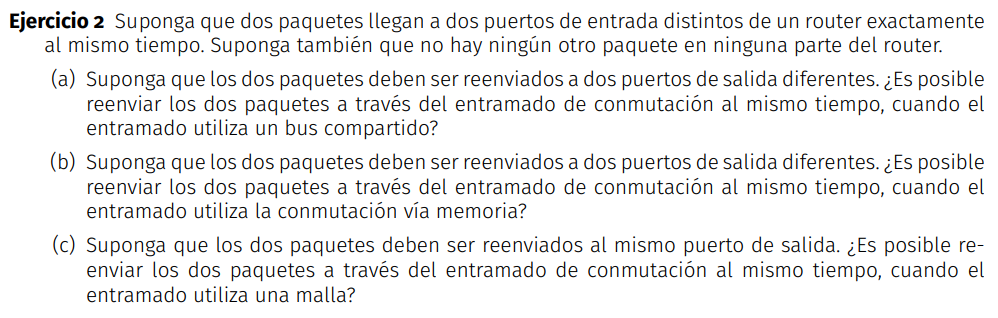 Ejercicio 2 Suponga que dos paquetes llegan a dos puertos de entrada distintos de un router exactamente
al mismo tiempo. Suponga también que no hay ningún otro paquete en ninguna parte del router.
(a) Suponga que los dos paquetes deben ser reenviados a dos puertos de salida diferentes. ¿Es posible
reenviar los dos paquetes a través del entramado de conmutación al mismo tiempo, cuando el
entramado utiliza un bus compartido?
(b) Suponga que los dos paquetes deben ser reenviados a dos puertos de salida diferentes. ¿Es posible
reenviar los dos paquetes a través del entramado de conmutación al mismo tiempo, cuando el
entramado utiliza la conmutación vía memoria?
(c) Suponga que los dos paquetes deben ser reenviados al mismo puerto de salida. ¿Es posible re-
enviar los dos paquetes a través del entramado de conmutación al mismo tiempo, cuando el
entramado utiliza una malla?